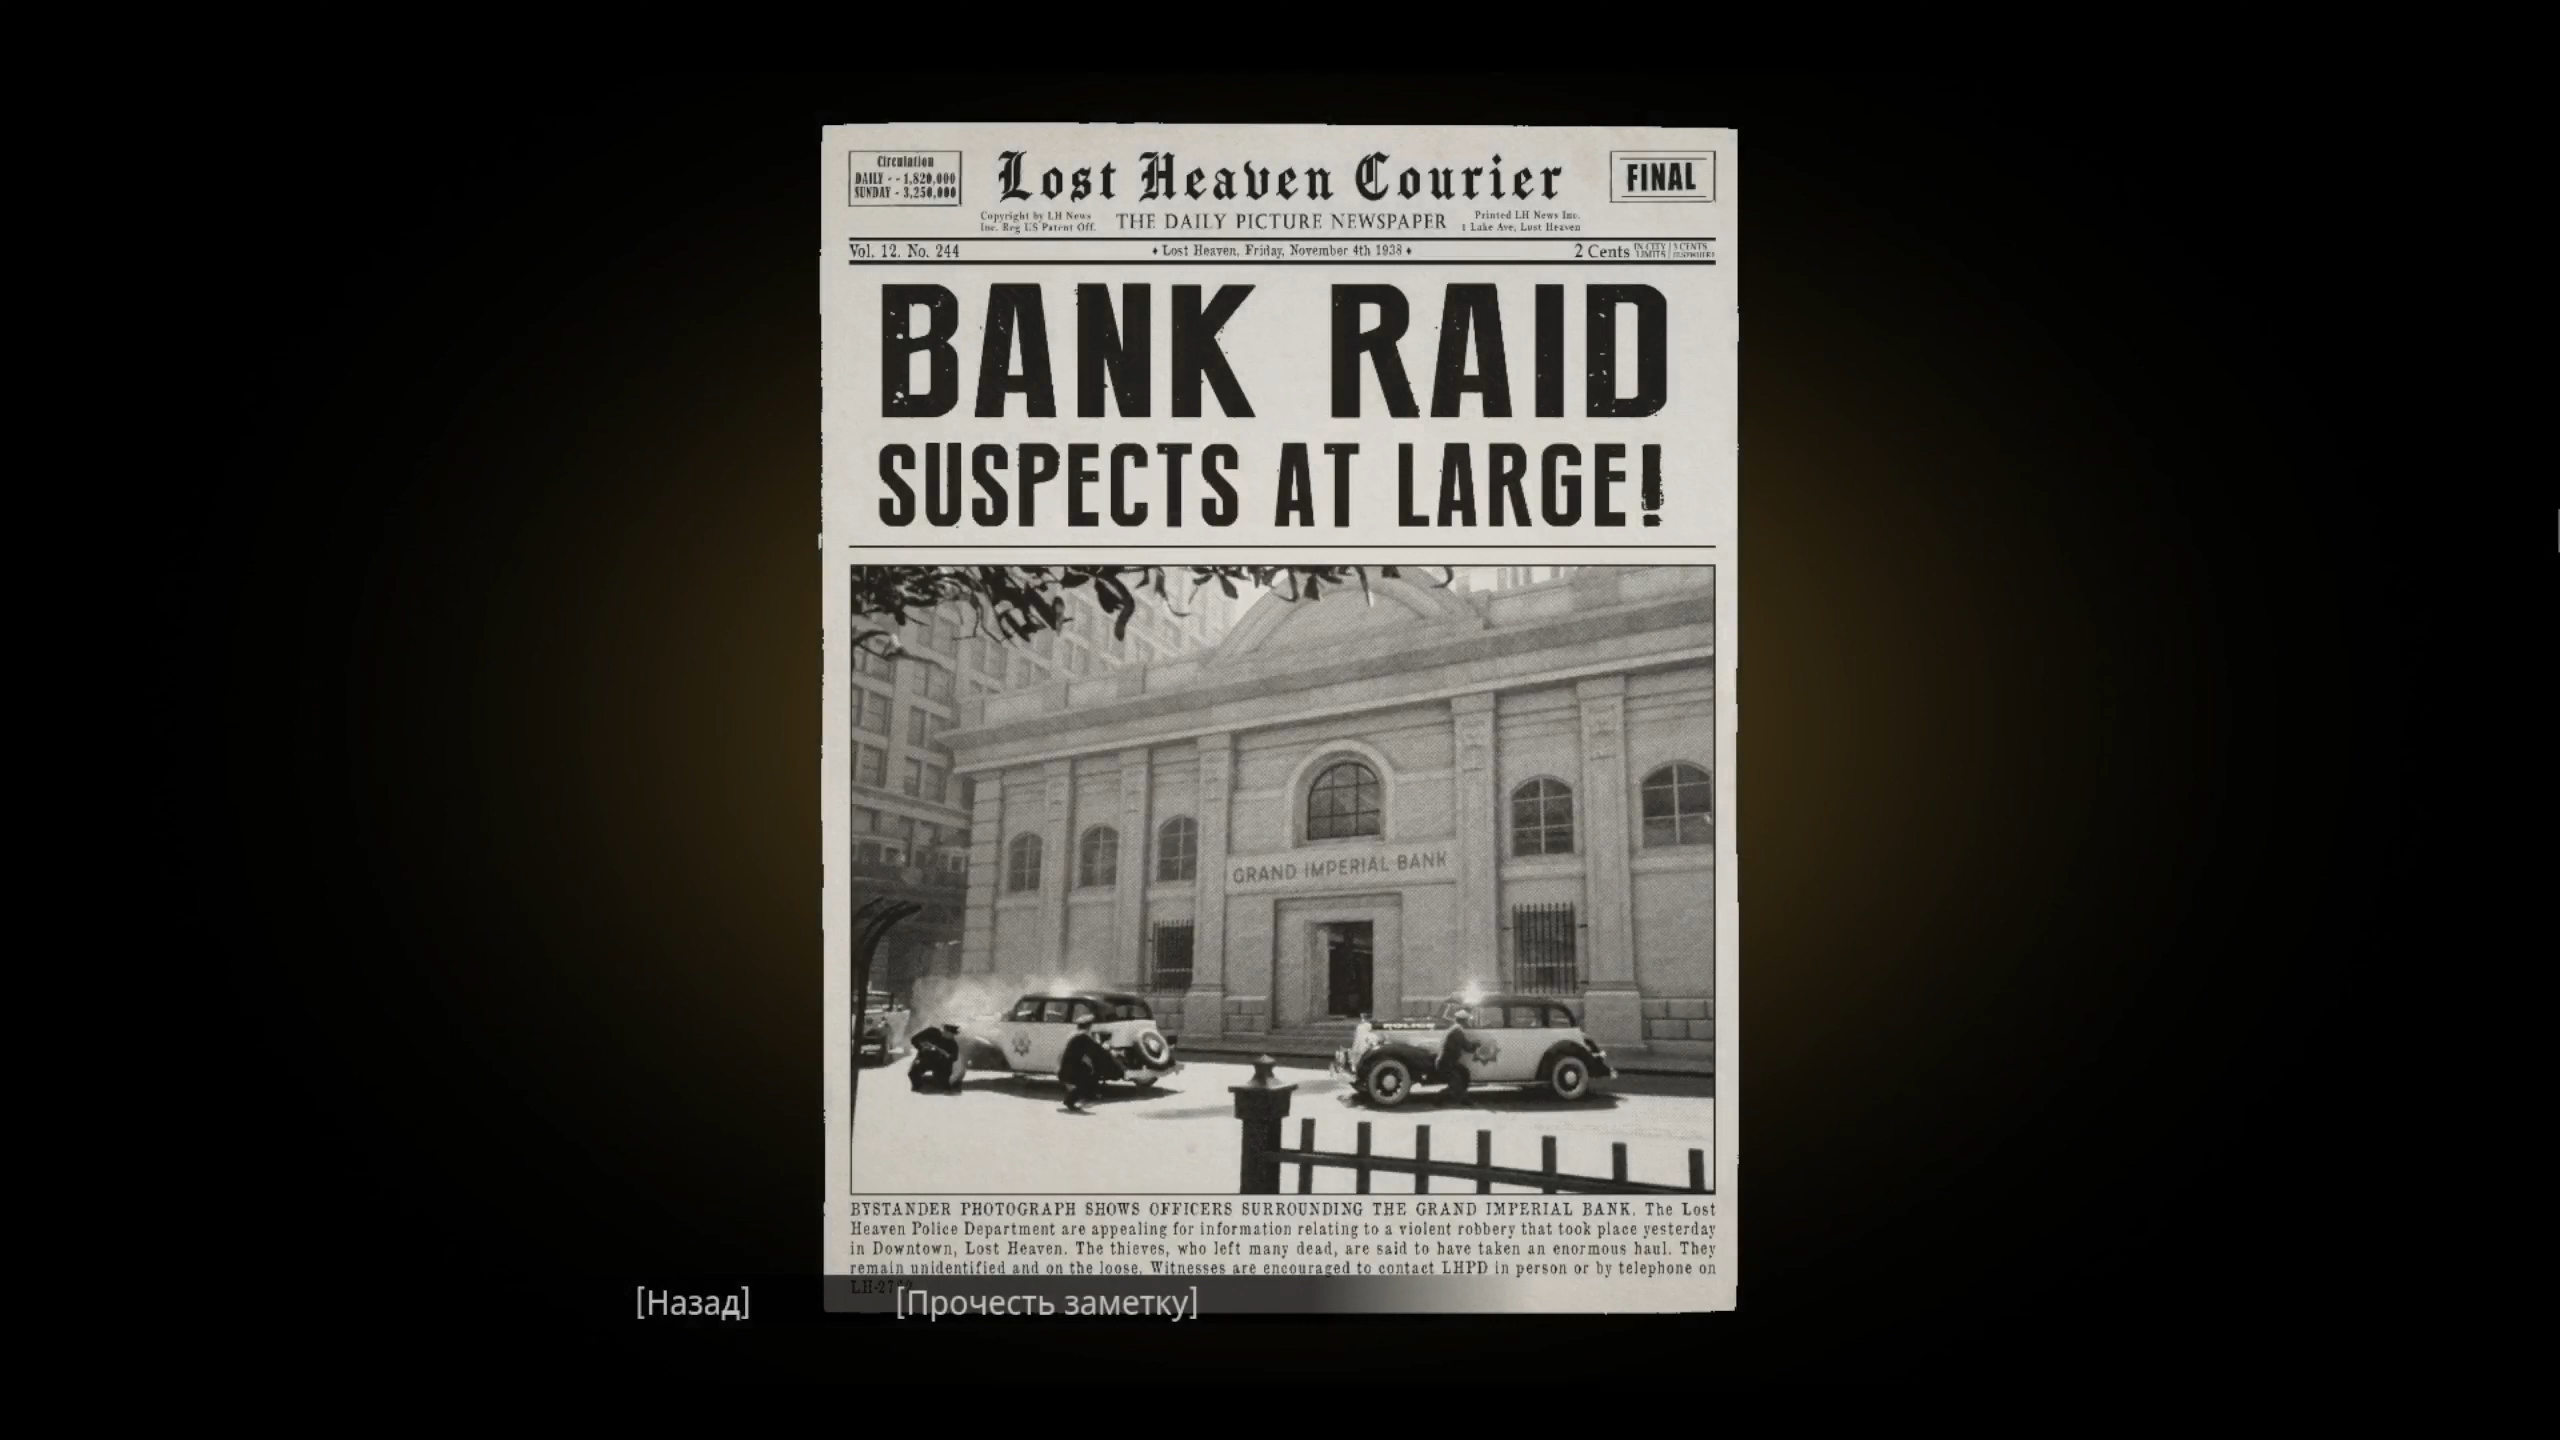 Circulation
DAILY - - 1,820,000
SUNDAY - 3,250,000
Lost Heaven Courier
FINAL
Copyright by LH News
Inc. Reg US Patent Off.
THE DAILY PICTURE NEWSPAPER
Printed LH News Inc.
1 Lake Ave, Lost Heaven
Vol. 12. No. 244
♦ Lost Heaven, Friday, November 4th 1938 ♦
2 Cents
IN CITY LIMITS
BANK RAID
SUSPECTS AT LARGE!
GRAND IMPERIAL BANK
POLICE
BYSTANDER PHOTOGRAPH SHOWS OFFICERS SURROUNDING THE GRAND IMPERIAL BANK. The Lost
Heaven Police Department are appealing for information relating to a violent robbery that took place yesterday
in Downtown, Lost Heaven. The thieves, who left many dead, are said to have taken an enormous haul. They
remain unidentified and on the loose. Witnesses are encouraged to contact LHPD in person or by telephone on
[Назад]
[Прочесть заметку]